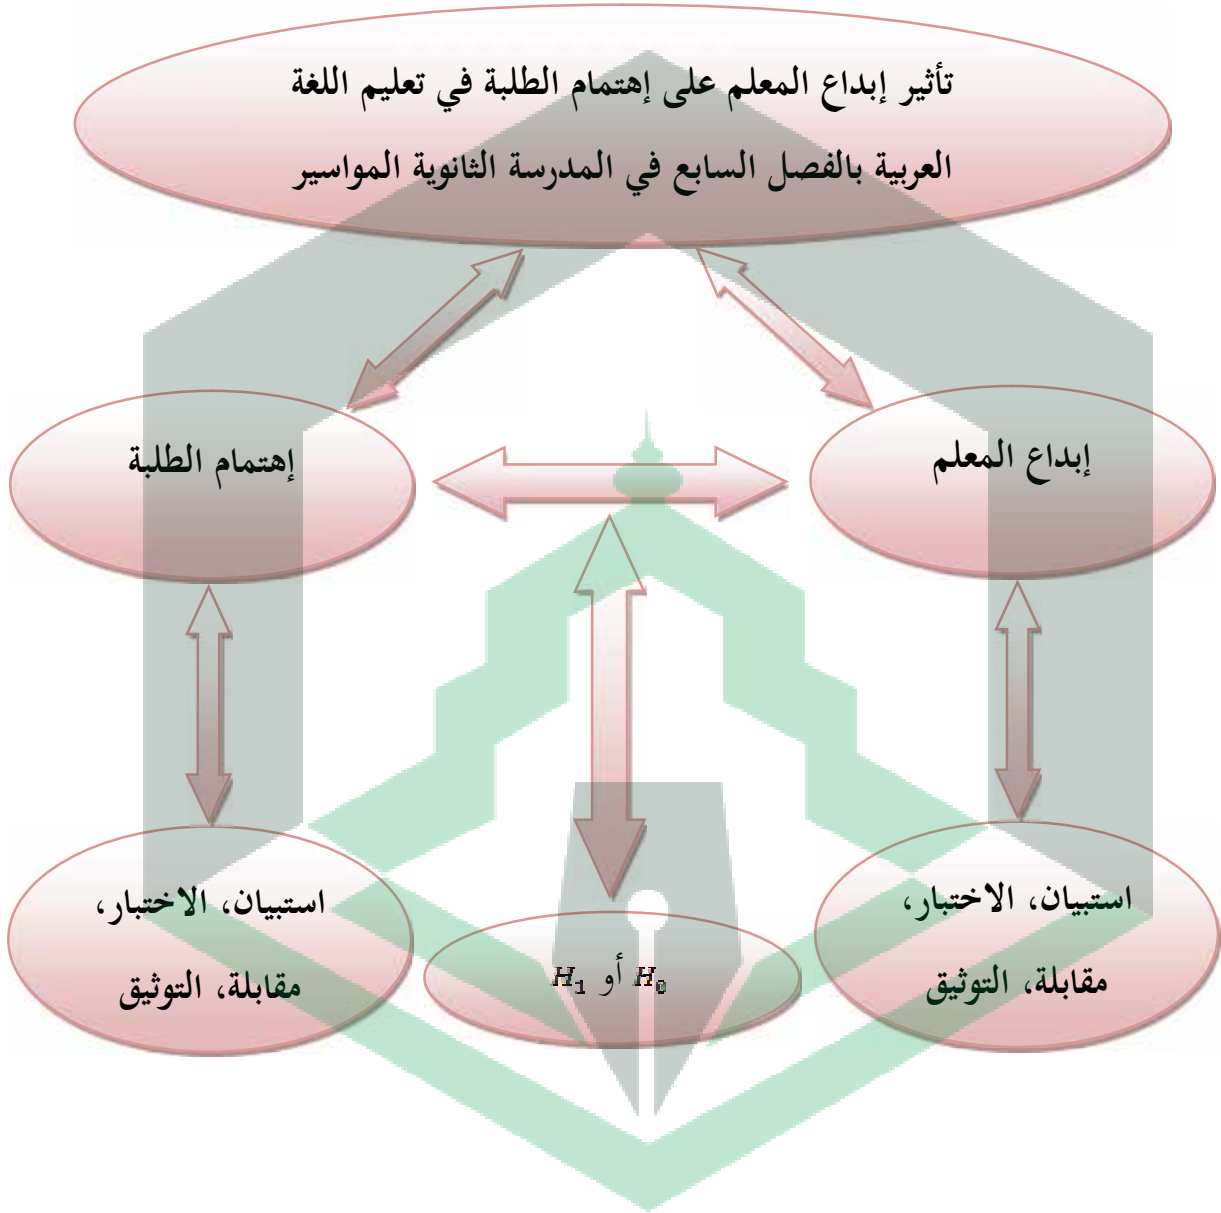 تأثير إبداع المعلم على إهتمام الطلبة في تعليم اللغة
العربية بالفصل السابع في المدرسة الثانوية المواسير
إبداع المعلم
إهتمام الطلبة
استبيان، الاختبار،
مقابلة، التوثيق
H₀ أو H₁
استبيان، الاختبار،
مقابلة، التوثيق